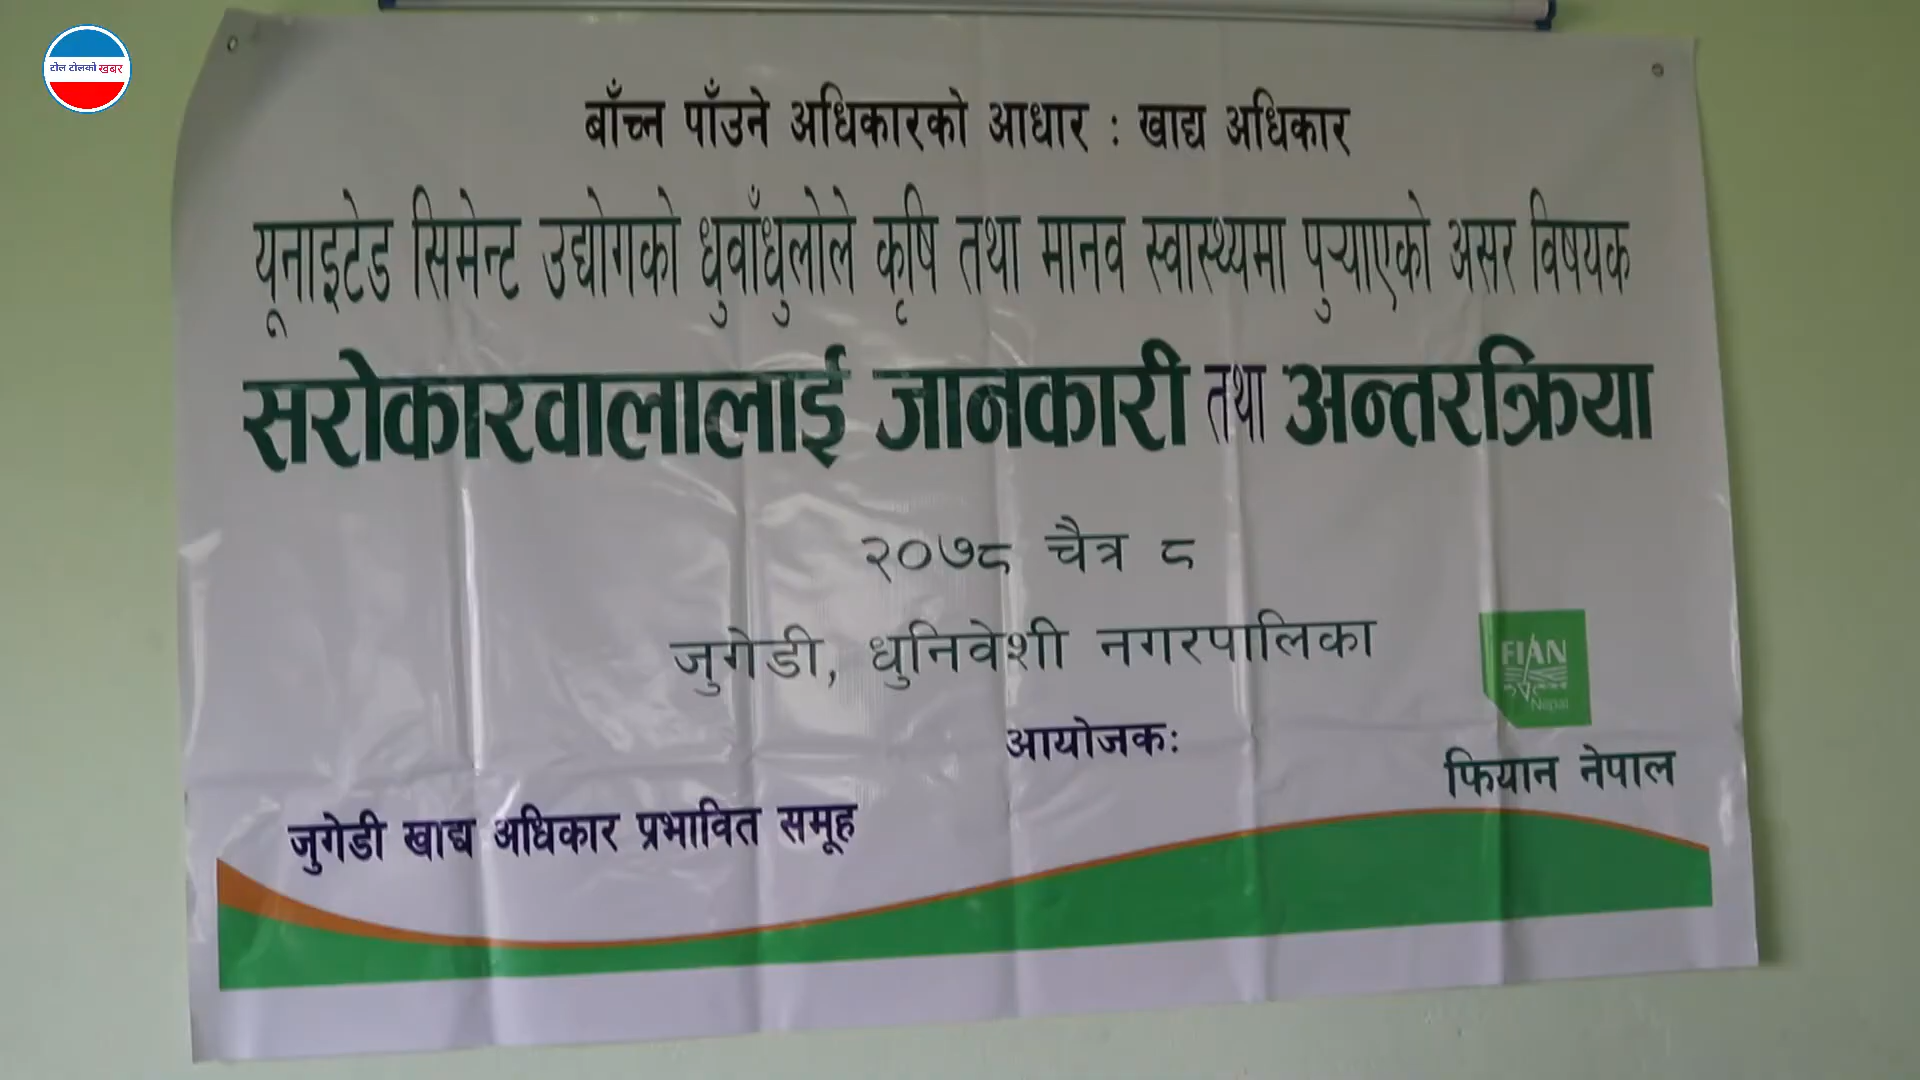 टोल टोलको खबर
बाँच्न पाँउने अधिकारको आधार : खाद्य अधिकार
यूनाइटेड सिमेन्ट उद्योगको धुवाँधुलोले कृषि तथा मानव स्वास्थ्यमा पुऱ्याएको असर विषयक
सरोकारवालालाई जानकारी तथा अन्तरक्रिया
२०७८ चैत्र ८
जुगेडी, धुनिवेशी नगरपालिका
FIAN
Nepal
आयोजकः
फियान नेपाल
जुगेडी खाद्य अधिकार प्रभावित समूह